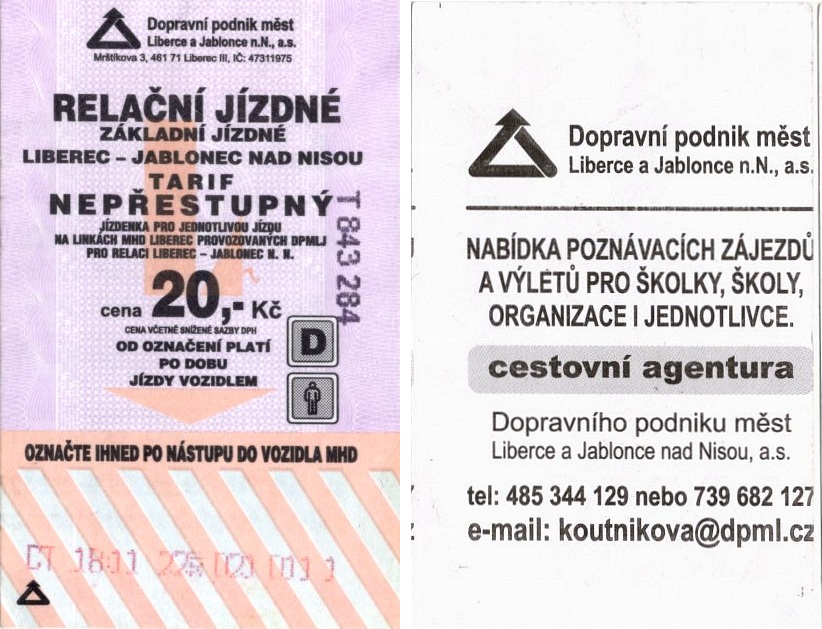 Dopravní podnik měst
Liberce a Jablonce n.N., a.s.
Mrštíkova 3, 461 71 Liberec III, IČ: 47311975
RELAČNÍ JÍZDNÉ
ZÁKLADNÍ JÍZDNÉ
LIBEREC – JABLONEC NAD NISOU
TARIF
NEPŘESTUPNÝ
JÍZDENKA PRO JEDNOTLIVOU JÍZDU
NA LINKÁCH MHD LIBEREC PROVOZOVANÝCH DPMLJ
PRO RELACI LIBEREC – JABLONEC N. N.
T 843 284
cena 20,- Kč
CENA VČETNĚ SNÍŽENÉ SAZBY DPH
OD OZNAČENÍ PLATÍ
PO DOBU
JÍZDY VOZIDLEM
D
OZNAČTE IHNED PO NÁSTUPU DO VOZIDLA MHD
Dopravní podnik měst
Liberce a Jablonce n.N., a.s.
NABÍDKA POZNÁVACÍCH ZÁJEZDŮ
A VÝLETŮ PRO ŠKOLKY, ŠKOLY,
ORGANIZACE I JEDNOTLIVCE.
cestovní agentura
Dopravního podniku měst
Liberce a Jablonce nad Nisou, a.s.
tel: 485 344 129 nebo 739 682 127
e-mail: koutnikova@dpml.cz